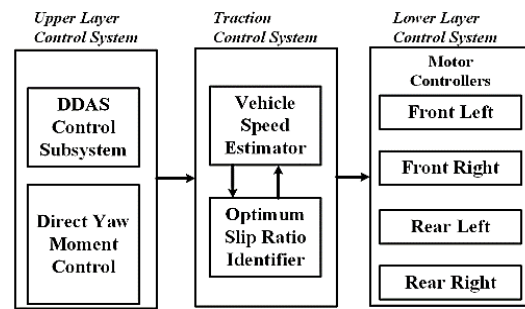 Upper Layer
Control System
DDAS
Control
Subsystem
Direct Yaw
Moment
Control
Traction
Control System
Vehicle
Speed
Estimator
Optimum
Slip Ratio
Identifier
Lower Layer
Control System
Motor
Controllers
Front Left
Front Right
Rear Left
Rear Right